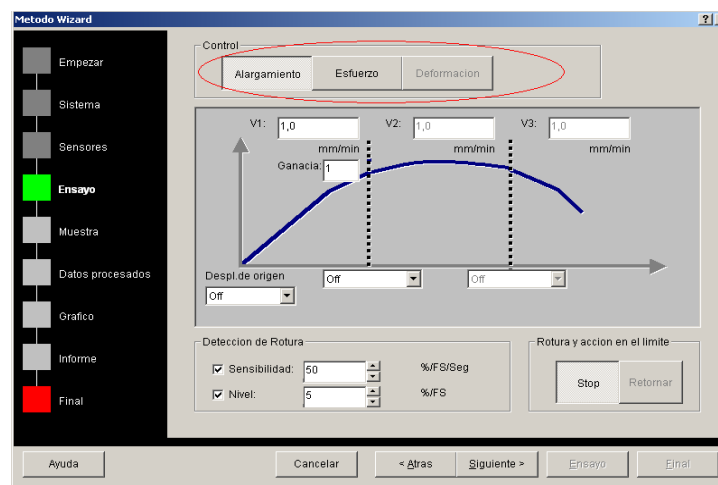 Metodo Wizard
Empezar
Sistema
Sensores
Ensayo
Muestra
Datos procesados
Grafico
Informe
Final
Control
Alargamiento Esfuerzo Deformacion
V1: 1,0 V2: 1,0 V3: 1,0
mm/min mm/min mm/min
Ganacia: 1
Despl.de origen
Off Off Off
Deteccion de Rotura
Sensibilidad: 50 %/FS/Seg
Nivel: 5 %/FS
Rotura y accion en el limite
Stop Retornar
Ayuda Cancelar < Atras Siguiente > Ensayo Einal